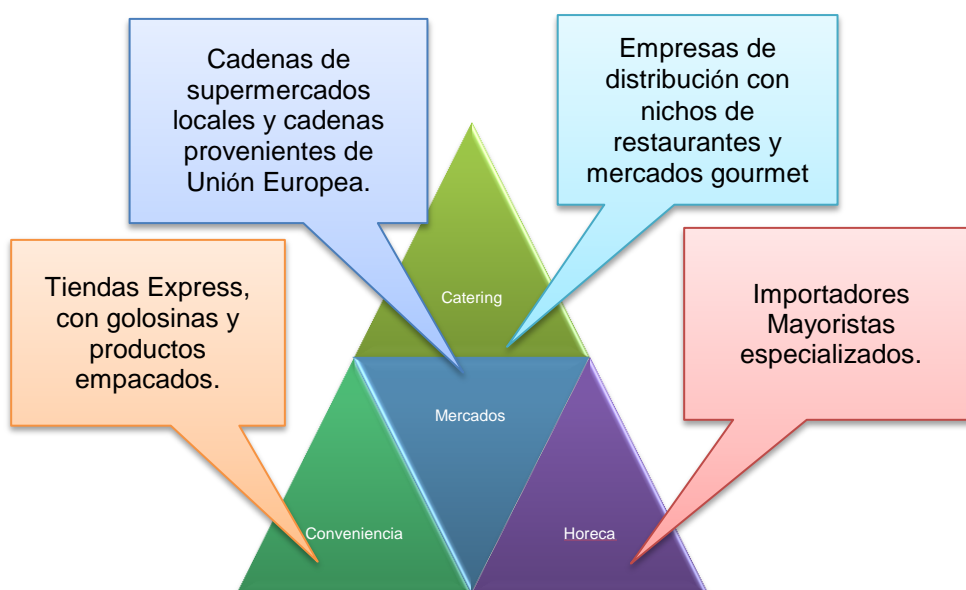 Cadenas de
supermercados
locales y cadenas
provenientes de
Unión Europea.
Empresas de
distribución con
nichos de
restaurantes y
mercados gourmet
Tiendas Express,
con golosinas y
productos
empacados.
Importadores
Mayoristas
especializados.
Catering
Mercados
Conveniencia
Horeca